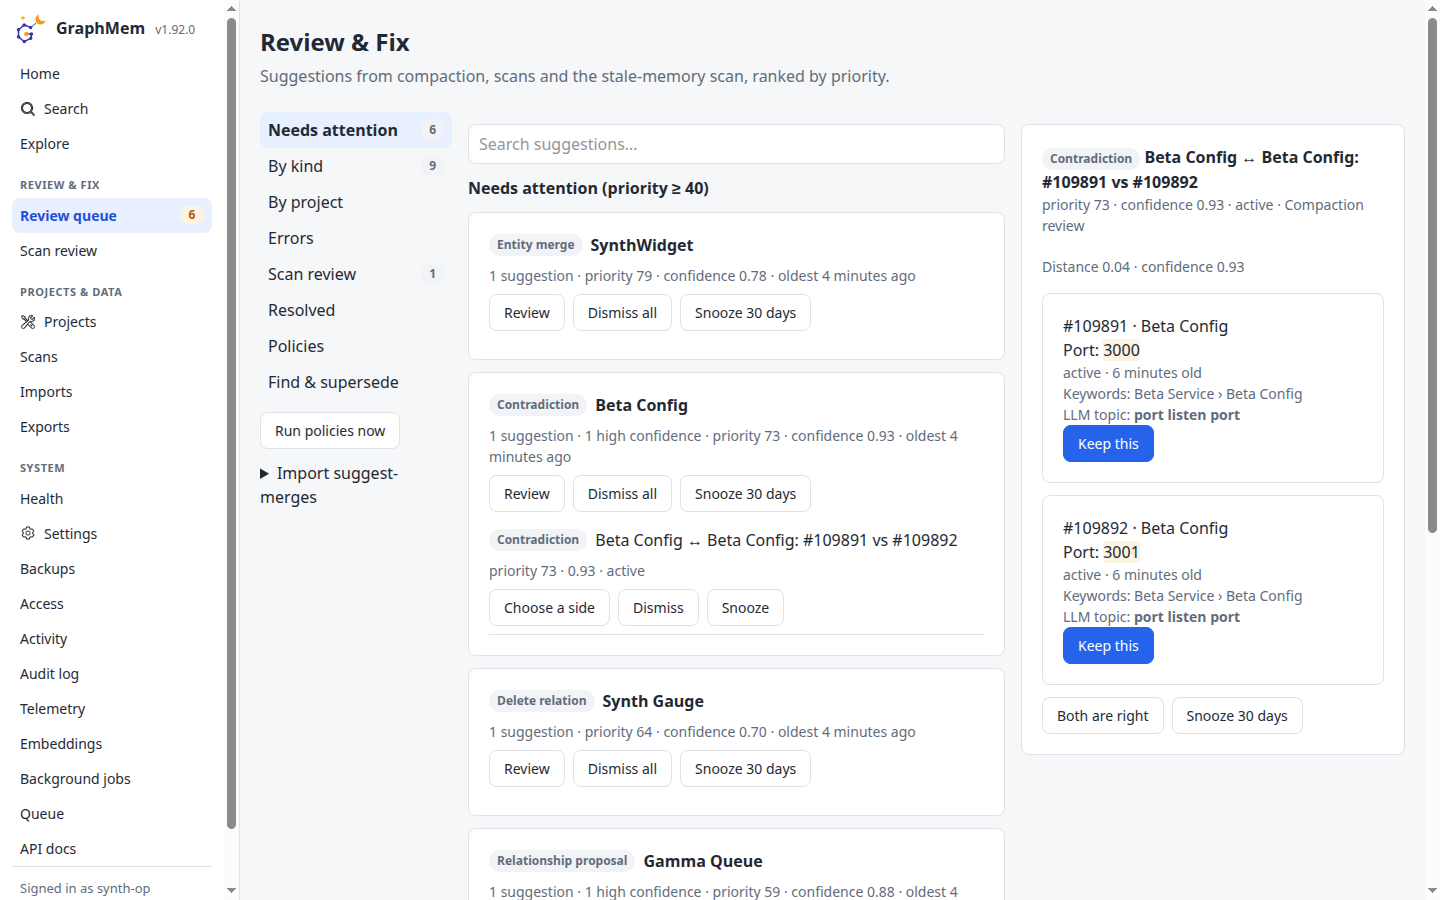 GraphMem v1.92.0
Home
Search
Explore
REVIEW & FIX
Review queue 6
Scan review
PROJECTS & DATA
Projects
Scans
Imports
Exports
SYSTEM
Health
Settings
Backups
Access
Activity
Audit log
Telemetry
Embeddings
Background jobs
Queue
API docs
Signed in as synth-op
Review & Fix
Suggestions from compaction, scans and the stale-memory scan, ranked by priority.
Needs attention 6
By kind 9
By project
Errors
Scan review 1
Resolved
Policies
Find & supersede
Run policies now
▶ Import suggest-
merges
Search suggestions...
Needs attention (priority ≥ 40)
Entity merge SynthWidget
1 suggestion · priority 79 · confidence 0.78 · oldest 4 minutes ago
Review Dismiss all Snooze 30 days
Contradiction Beta Config
1 suggestion · 1 high confidence · priority 73 · confidence 0.93 · oldest 4
minutes ago
Review Dismiss all Snooze 30 days
Contradiction Beta Config ↔ Beta Config: #109891 vs #109892
priority 73 · 0.93 · active
Choose a side Dismiss Snooze
Delete relation Synth Gauge
1 suggestion · priority 64 · confidence 0.70 · oldest 4 minutes ago
Review Dismiss all Snooze 30 days
Relationship proposal Gamma Queue
1 suggestion · 1 high confidence · priority 59 · confidence 0.88 · oldest 4
Contradiction Beta Config ↔ Beta Config:
#109891 vs #109892
priority 73 · confidence 0.93 · active · Compaction
review
Distance 0.04 · confidence 0.93
#109891 · Beta Config
Port: 3000
active · 6 minutes old
Keywords: Beta Service › Beta Config
LLM topic: port listen port
Keep this
#109892 · Beta Config
Port: 3001
active · 6 minutes old
Keywords: Beta Service › Beta Config
LLM topic: port listen port
Keep this
Both are right Snooze 30 days